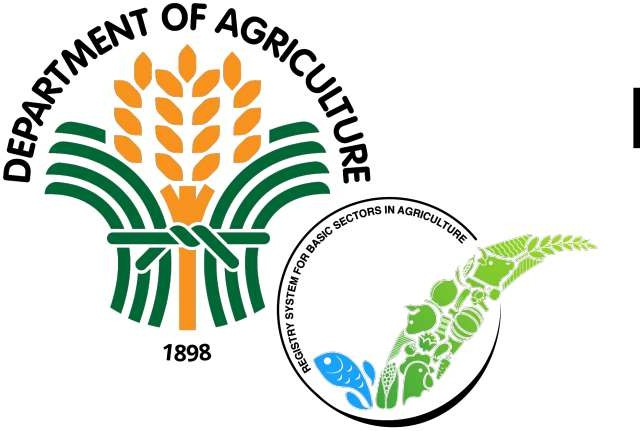 DEPARTMENT OF AGRICULTURE
1898
REGISTRY SYSTEM FOR BASIC SECTORS IN AGRICULTURE